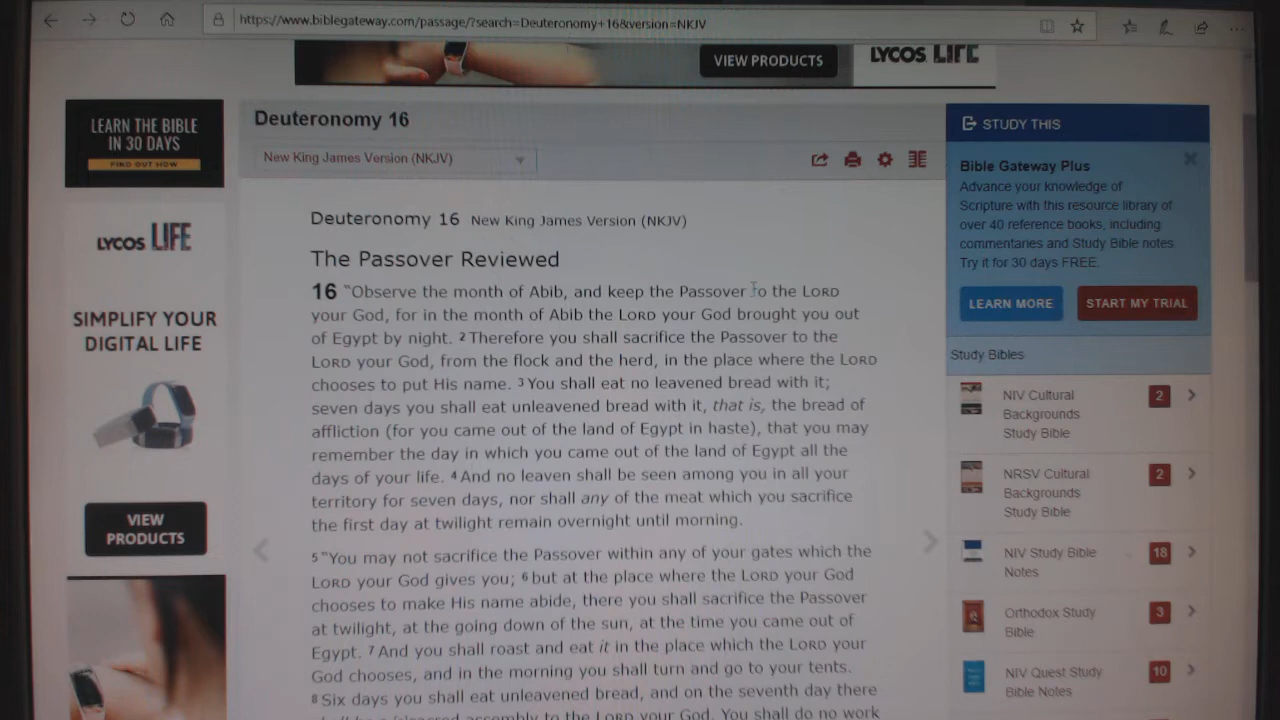 https://www.biblegateway.com/passage/?search=Deuteronomy+16&version=NKJV
VIEW PRODUCTS
LYCOS LIFE
LEARN THE BIBLE
IN 30 DAYS
FIND OUT HOW
LYCOS LIFE
SIMPLIFY YOUR
DIGITAL LIFE
VIEW
PRODUCTS
Deuteronomy 16
New King James Version (NKJV)
Deuteronomy 16 New King James Version (NKJV)
The Passover Reviewed
16 “Observe the month of Abib, and keep the Passover to the LORD
your God, for in the month of Abib the LORD your God brought you out
of Egypt by night. 2 Therefore you shall sacrifice the Passover to the
LORD your God, from the flock and the herd, in the place where the LORD
chooses to put His name. 3 You shall eat no leavened bread with it;
seven days you shall eat unleavened bread with it, that is, the bread of
affliction (for you came out of the land of Egypt in haste), that you may
remember the day in which you came out of the land of Egypt all the
days of your life. 4 And no leaven shall be seen among you in all your
territory for seven days, nor shall any of the meat which you sacrifice
the first day at twilight remain overnight until morning.
5 “You may not sacrifice the Passover within any of your gates which the
LORD your God gives you; 6 but at the place where the LORD your God
chooses to make His name abide, there you shall sacrifice the Passover
at twilight, at the going down of the sun, at the time you came out of
Egypt. 7 And you shall roast and eat it in the place which the LORD your
God chooses, and in the morning you shall turn and go to your tents.
8 Six days you shall eat unleavened bread, and on the seventh day there
assembly to the LORD your God. You shall do no work
STUDY THIS
Bible Gateway Plus
Advance your knowledge of
Scripture with this resource library of
over 40 reference books, including
commentaries and Study Bible notes.
Try it for 30 days FREE.
LEARN MORE
START MY TRIAL
Study Bibles
NIV Cultural
Backgrounds
Study Bible
2
NRSV Cultural
Backgrounds
Study Bible
2
NIV Study Bible
Notes
18
Orthodox Study
Bible
3
NIV Quest Study
Bible Notes
10